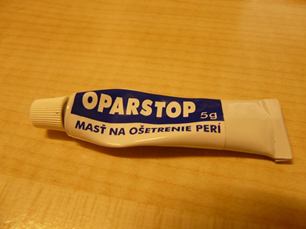 OPARSTOP
5g
MASŤ NA OŠETRENIE PERÍ